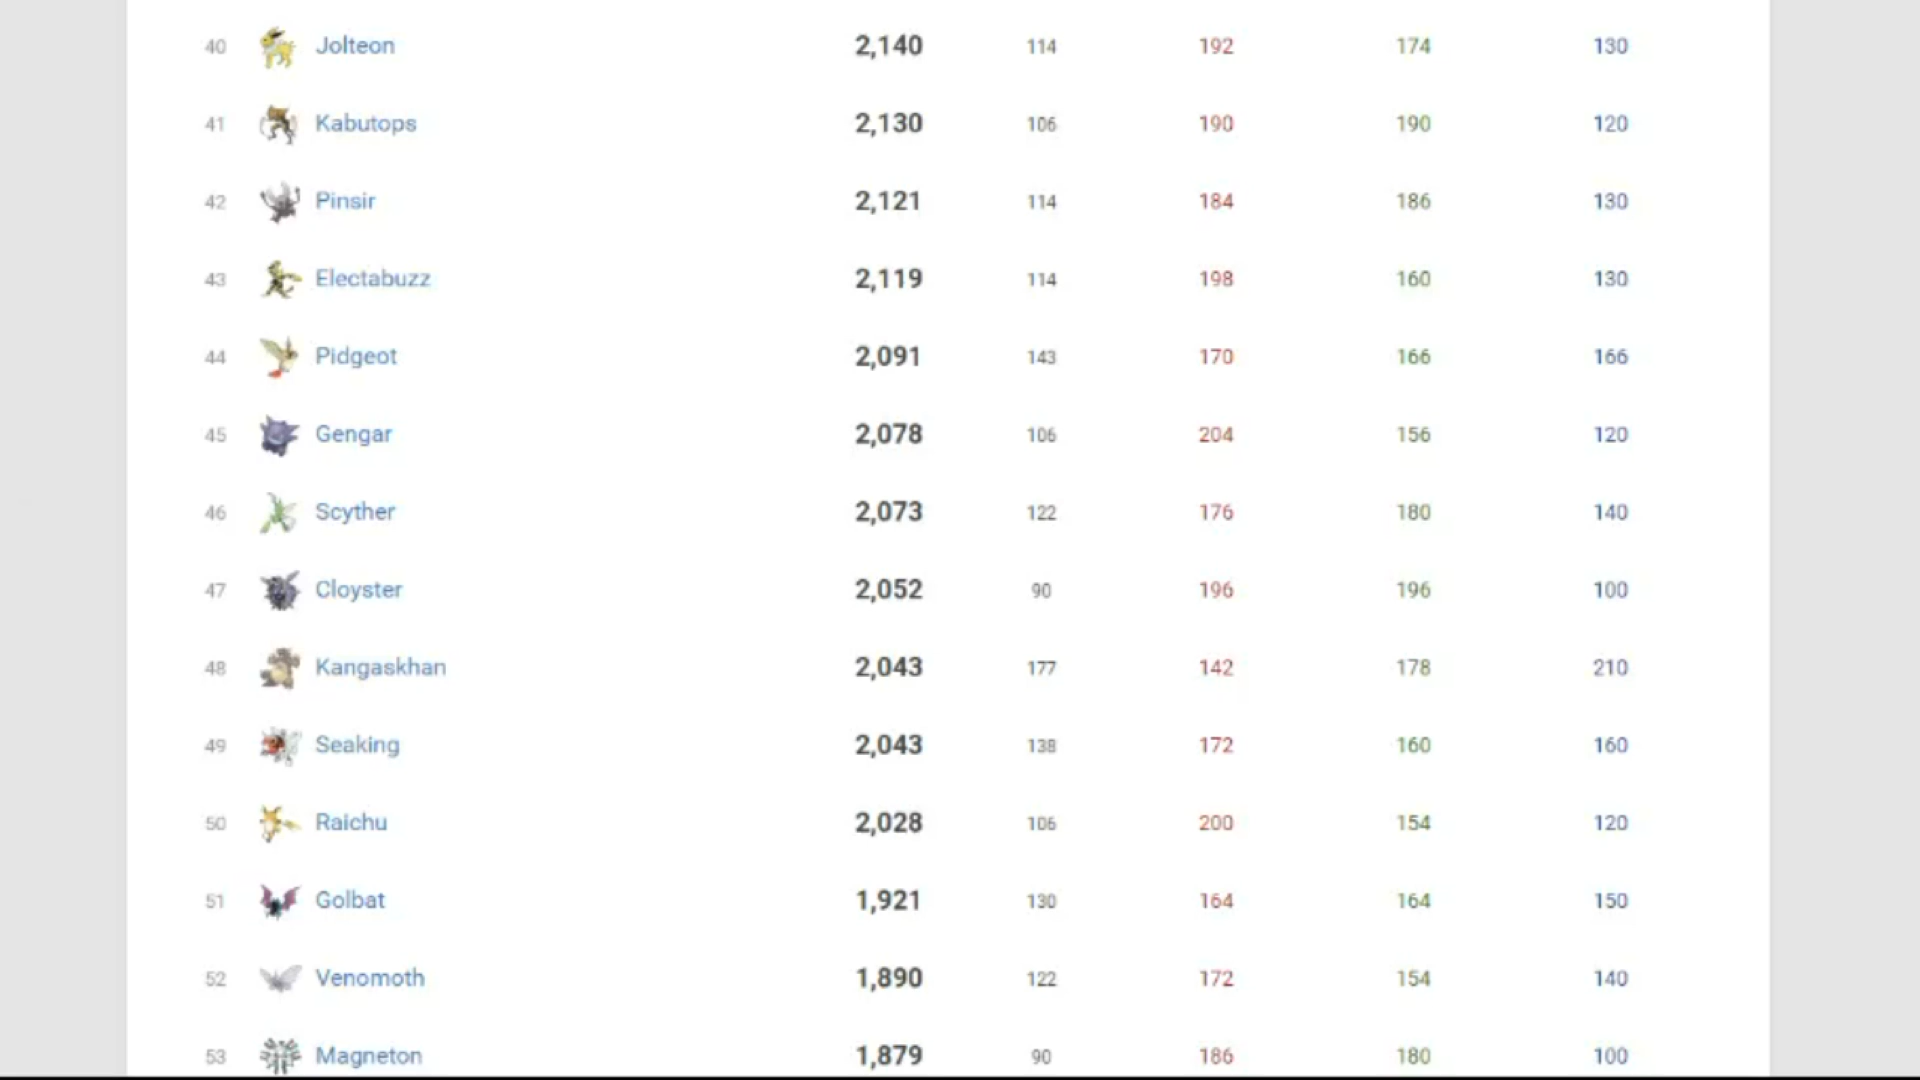 40 Jolteon 2,140 114 192 174 130
41 Kabutops 2,130 106 190 190 120
42 Pinsir 2,121 114 184 186 130
43 Electabuzz 2,119 114 198 160 130
44 Pidgeot 2,091 143 170 166 166
45 Gengar 2,078 106 204 156 120
46 Scyther 2,073 122 176 180 140
47 Cloyster 2,052 90 196 196 100
48 Kangaskhan 2,043 177 142 178 210
49 Seaking 2,043 138 172 160 160
50 Raichu 2,028 106 200 154 120
51 Golbat 1,921 130 164 164 150
52 Venomoth 1,890 122 172 154 140
53 Magneton 1,879 90 186 180 100